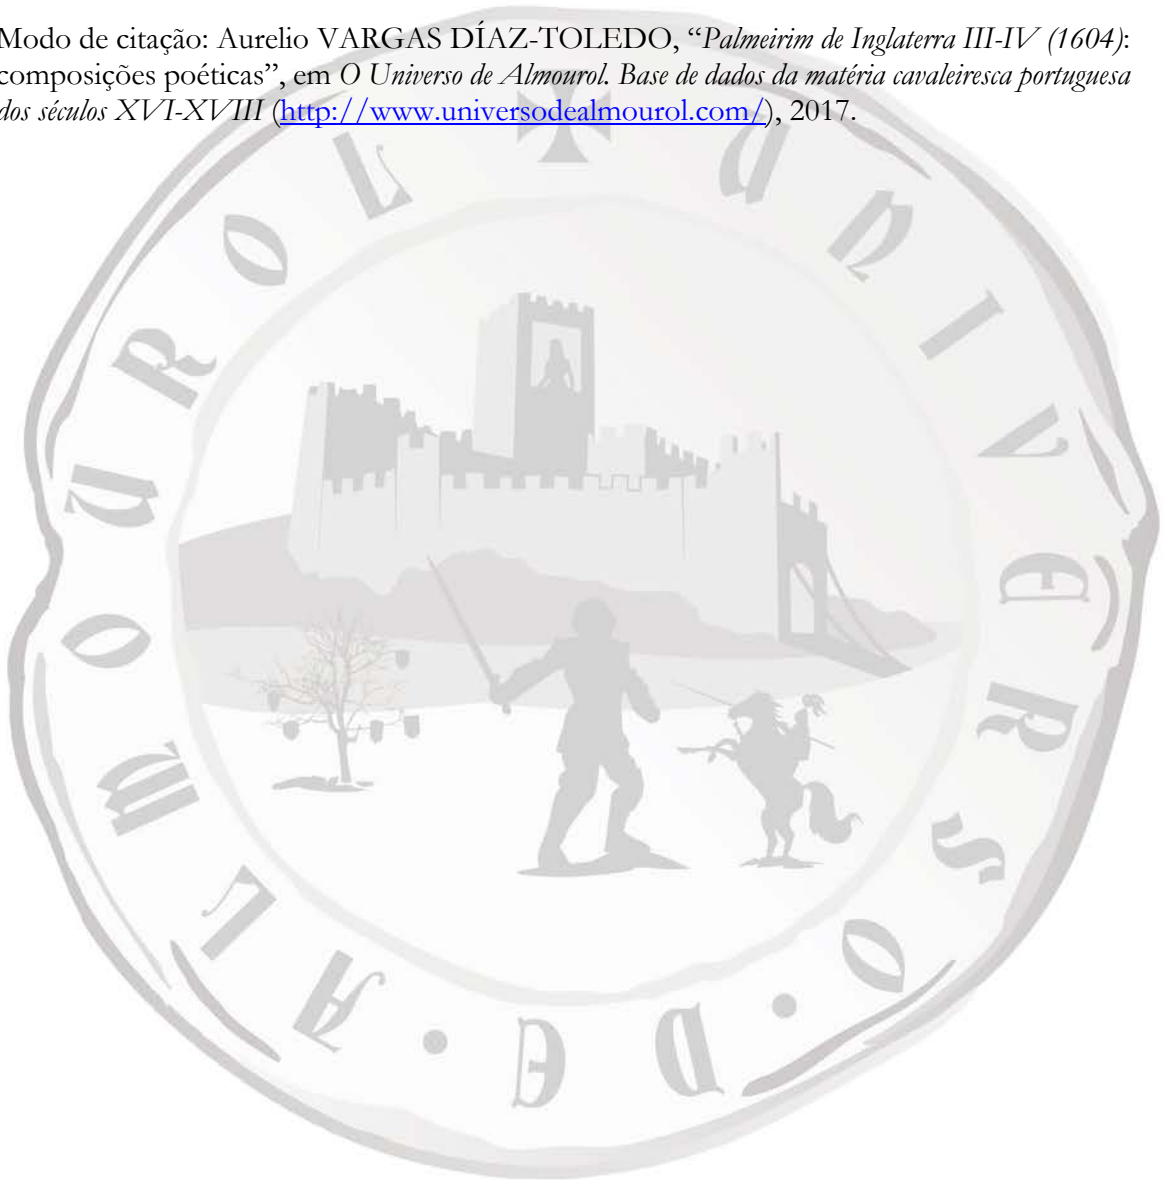 Modo de citação: Aurelio VARGAS DÍAZ-TOLEDO, “Palmeirim de Inglaterra III-IV (1604):
composições poéticas”, em O Universo de Almourol. Base de dados da matéria cavaleiresca portuguesa
dos séculos XVI-XVIII (http://www.universodealmourol.com/), 2017.
UNIVERSO · DE · ALMOUROL